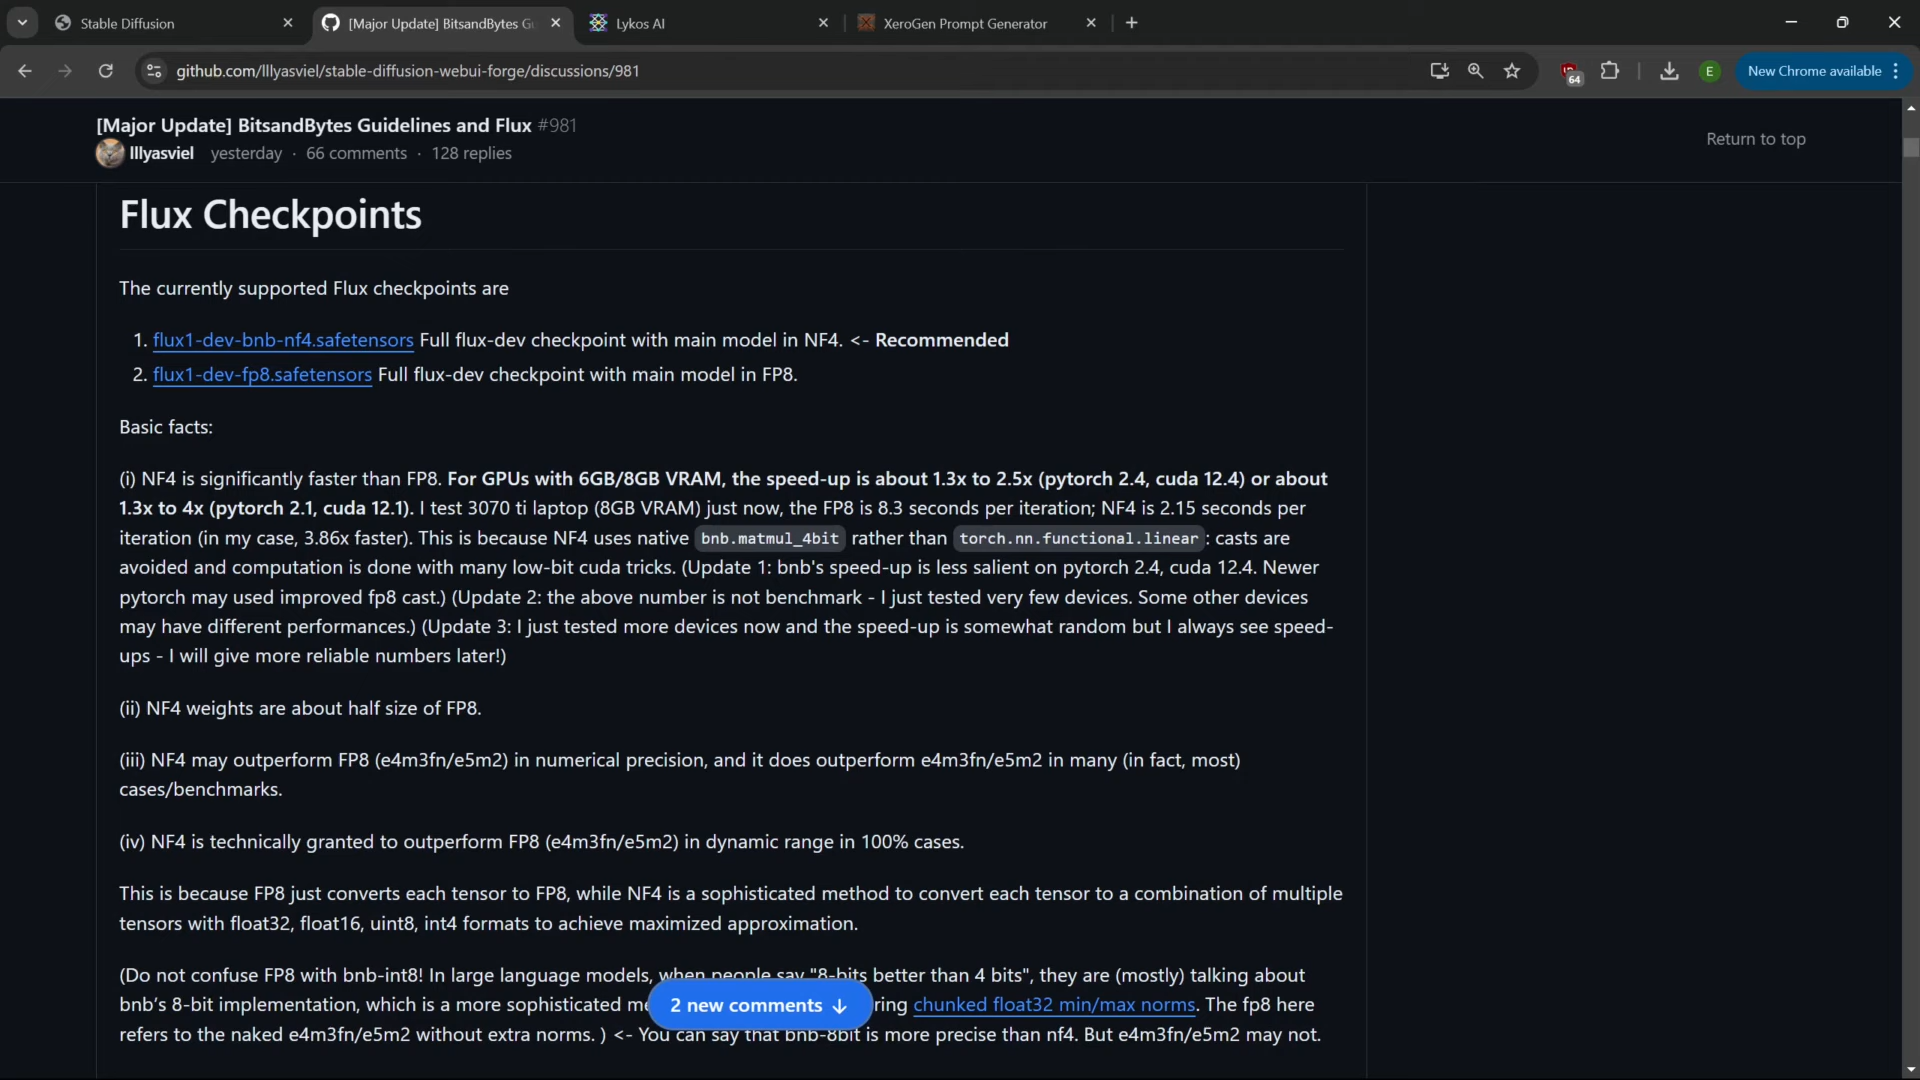 Stable Diffusion
[Major Update] BitsandBytes Gu
Lykos AI
XeroGen Prompt Generator
github.com/lllyasviel/stable-diffusion-webui-forge/discussions/981
64
E
New Chrome available
[Major Update] BitsandBytes Guidelines and Flux #981
lllyasviel yesterday · 66 comments · 128 replies
Return to top
Flux Checkpoints
The currently supported Flux checkpoints are
1. flux1-dev-bnb-nf4.safetensors Full flux-dev checkpoint with main model in NF4. <- Recommended
2. flux1-dev-fp8.safetensors Full flux-dev checkpoint with main model in FP8.
Basic facts:
(i) NF4 is significantly faster than FP8. For GPUs with 6GB/8GB VRAM, the speed-up is about 1.3x to 2.5x (pytorch 2.4, cuda 12.4) or about
1.3x to 4x (pytorch 2.1, cuda 12.1). I test 3070 ti laptop (8GB VRAM) just now, the FP8 is 8.3 seconds per iteration; NF4 is 2.15 seconds per
iteration (in my case, 3.86x faster). This is because NF4 uses native bnb.matmul_4bit rather than torch.nn.functional.linear: casts are
avoided and computation is done with many low-bit cuda tricks. (Update 1: bnb's speed-up is less salient on pytorch 2.4, cuda 12.4. Newer
pytorch may used improved fp8 cast.) (Update 2: the above number is not benchmark - I just tested very few devices. Some other devices
may have different performances.) (Update 3: I just tested more devices now and the speed-up is somewhat random but I always see speed-
ups - I will give more reliable numbers later!)
(ii) NF4 weights are about half size of FP8.
(iii) NF4 may outperform FP8 (e4m3fn/e5m2) in numerical precision, and it does outperform e4m3fn/e5m2 in many (in fact, most)
cases/benchmarks.
(iv) NF4 is technically granted to outperform FP8 (e4m3fn/e5m2) in dynamic range in 100% cases.
This is because FP8 just converts each tensor to FP8, while NF4 is a sophisticated method to convert each tensor to a combination of multiple
tensors with float32, float16, uint8, int4 formats to achieve maximized approximation.
(Do not confuse FP8 with bnb-int8! In large language models, when people say "8-bits better than 4 bits", they are (mostly) talking about
bnb's 8-bit implementation, which is a more sophisticated me 2 new comments ↓ ring chunked float32 min/max norms. The fp8 here
refers to the naked e4m3fn/e5m2 without extra norms. ) <- You can say that bnb-8bit is more precise than nf4. But e4m3fn/e5m2 may not.